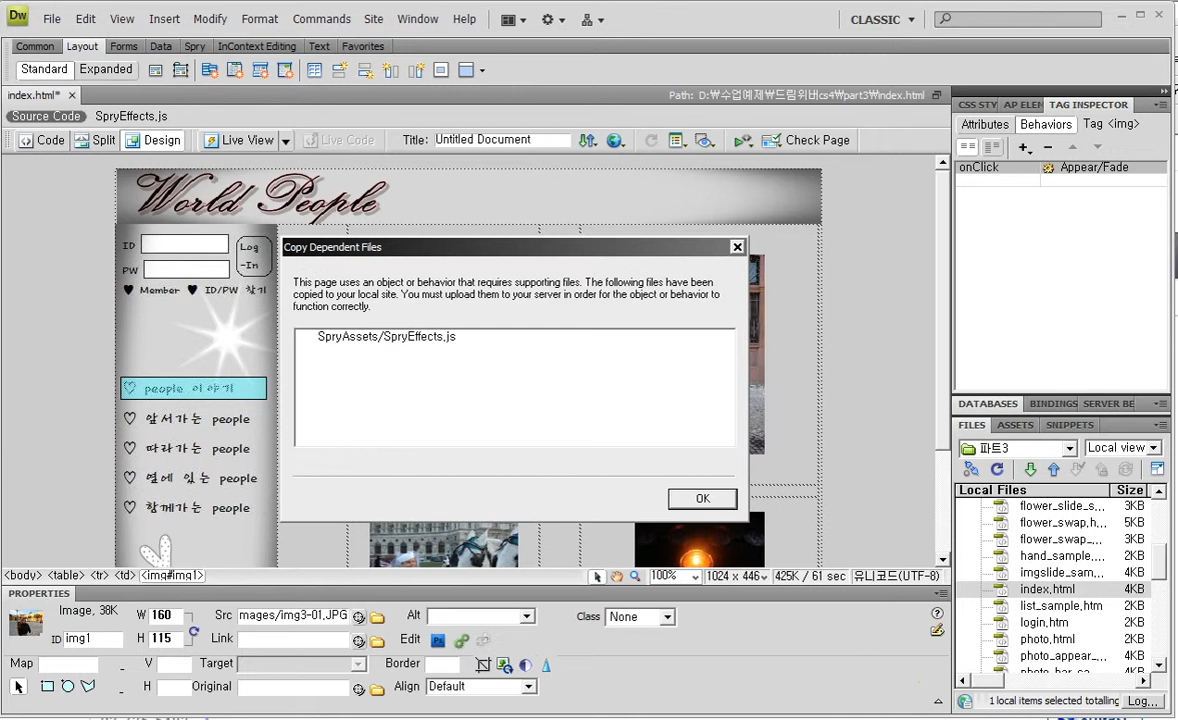 Dw File Edit View Insert Modify Format Commands Site Window Help CLASSIC
Common Layout Forms Data Spry InContext Editing Text Favorites
Standard Expanded
index.html* Path: D:₩수업예제₩드림위버cs4₩part3₩index.html
Source Code SpryEffects.js
Code Split Design Live View Live Code Title: Untitled Document Check Page
World People
ID
Log
-In
PW
Member ID/PW 찾기
people 이야기
앞서가는 people
따라가는 people
옆에 있는 people
함께가는 people
Copy Dependent Files
This page uses an object or behavior that requires supporting files. The following files have been
copied to your local site. You must upload them to your server in order for the object or behavior to
function correctly.
SpryAssets/SpryEffects.js
OK
CSS STY AP ELEI TAG INSPECTOR
Attributes Behaviors Tag <img>
onClick Appear/Fade
DATABASES BINDINGS SERVER BE
FILES ASSETS SNIPPETS
파트3 Local view
Local Files Size
flower_slide_s... 3KB
flower_swap.h... 5KB
flower_swap_... 3KB
hand_sample.... 2KB
imgslide_sam... 3KB
index.html 4KB
list_sample.htm 2KB
login.htm 2KB
photo.html 4KB
photo_appear_... 4KB
1 local items selected totalling Log...
<body> <table> <tr> <td> <img#img1> 100% 1024 x 446 425K / 61 sec 유니코드(UTF-8)
PROPERTIES
Image, 38K W 160 Src mages/img3-01.JPG Alt Class None
ID img1 H 115 Link Edit
Map V Target Border
H Original Align Default